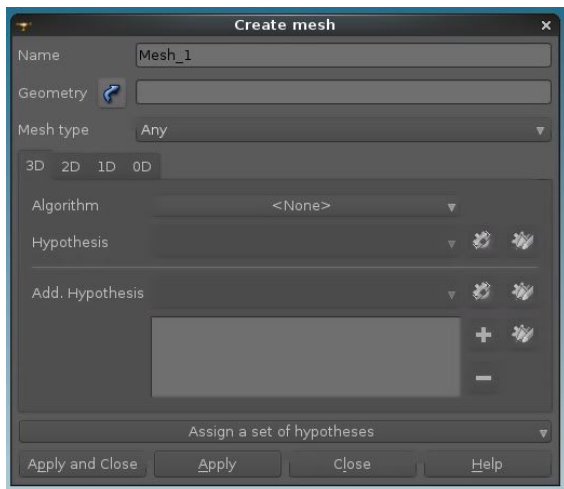 Create mesh
Name Mesh_1
Geometry
Mesh type Any
3D 2D 1D 0D
Algorithm <None>
Hypothesis
Add. Hypothesis
Assign a set of hypotheses
Apply and Close Apply Close Help